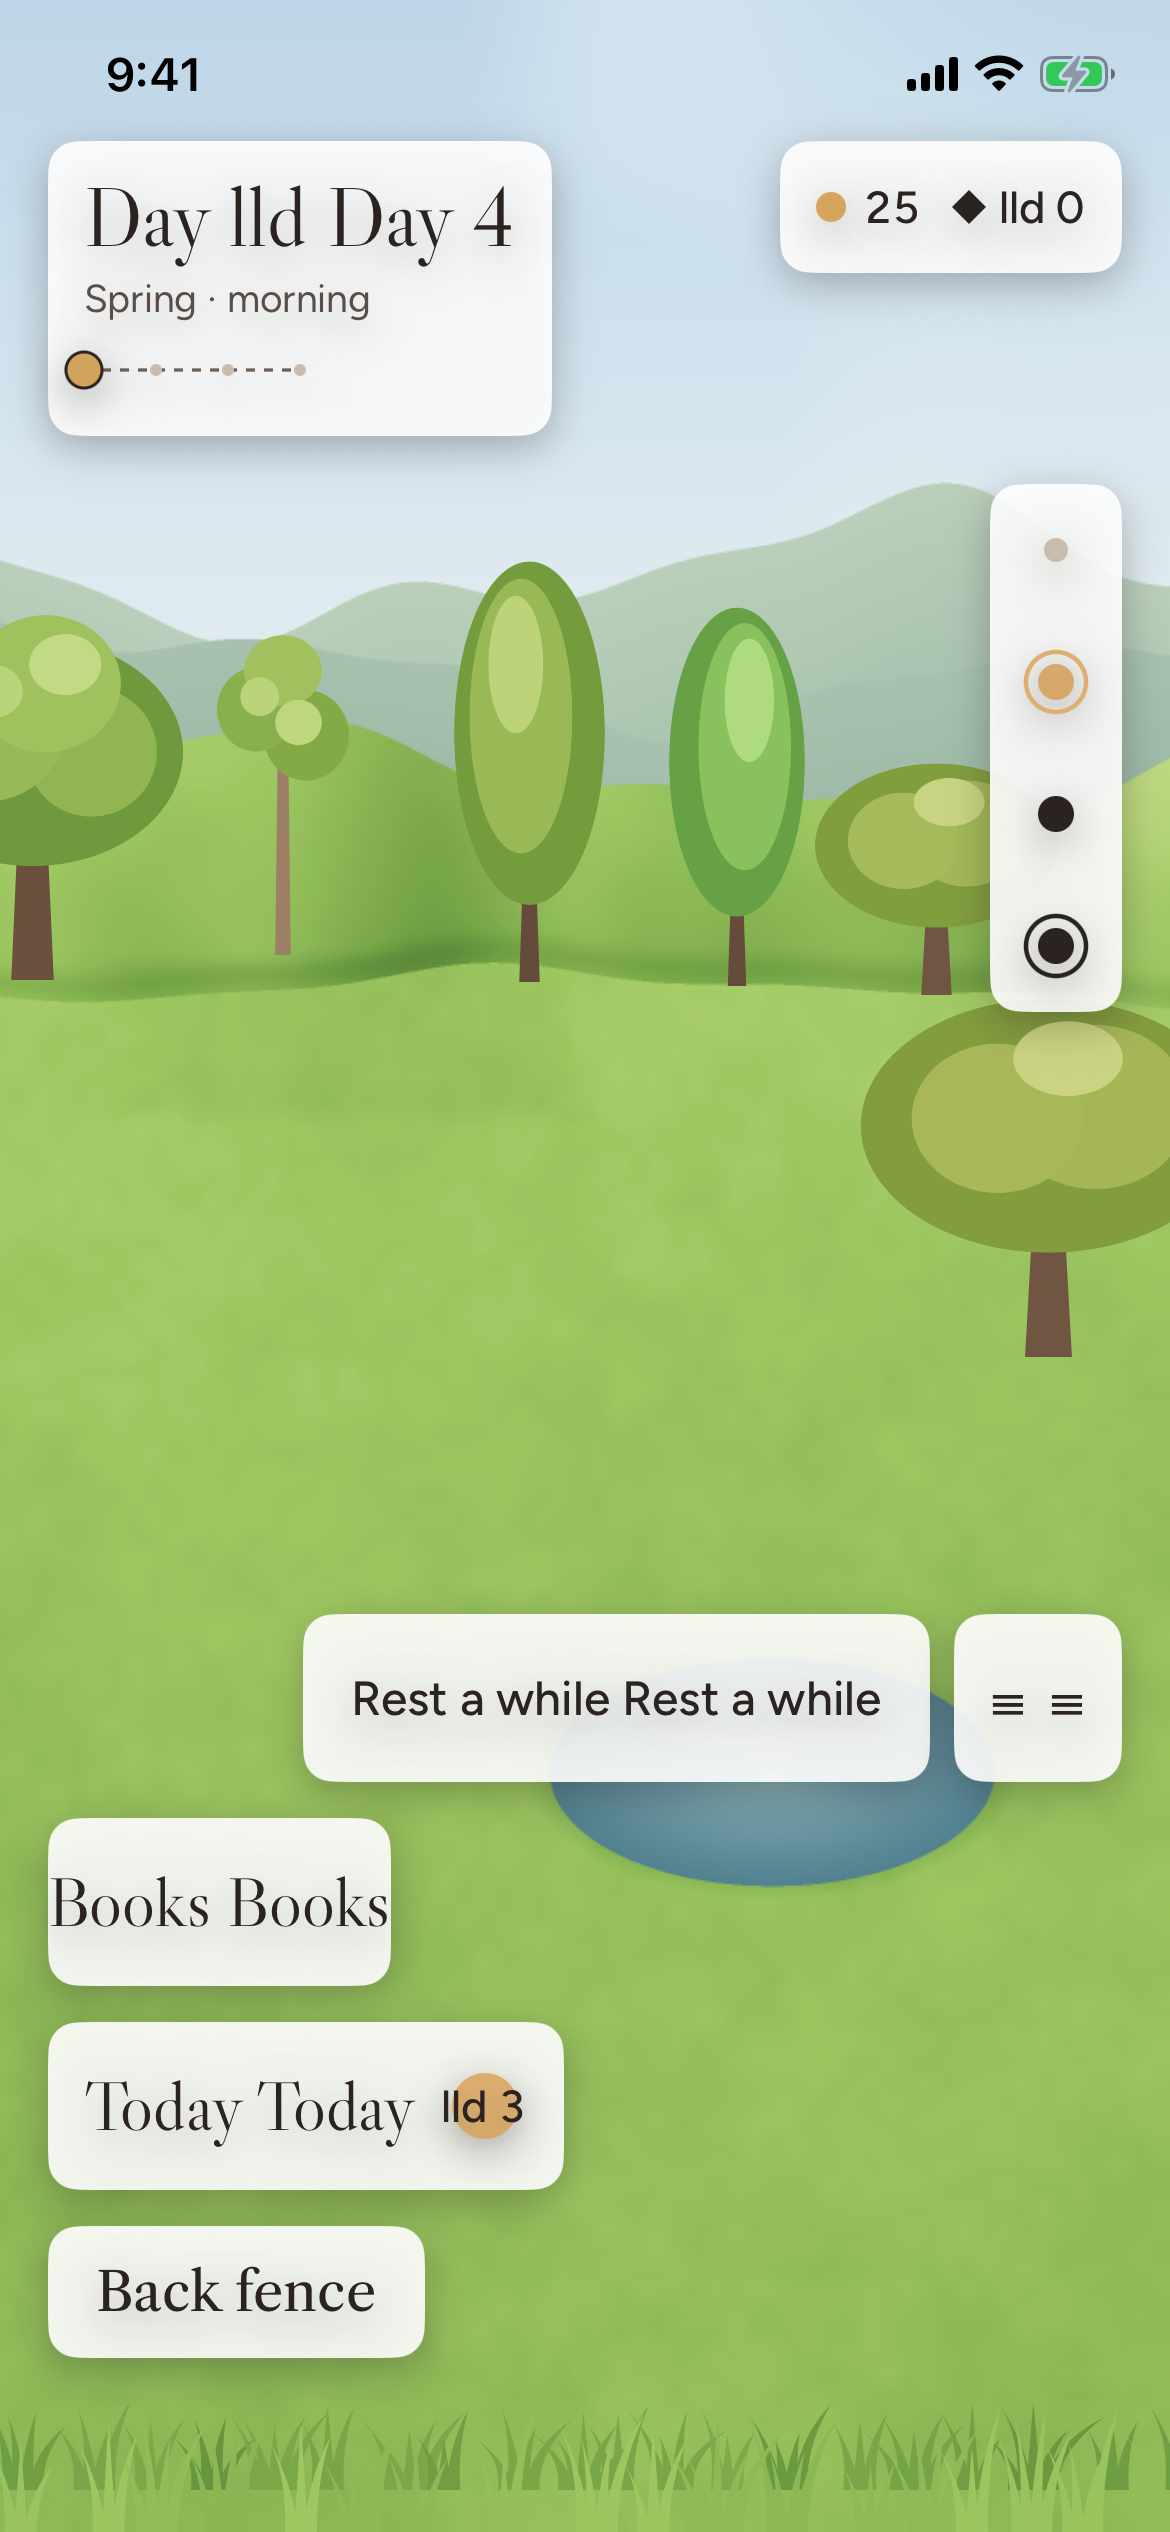 9:41
Day lld Day 4
25 ◆ lld 0
Spring · morning
Rest a while Rest a while
Books Books
Today Today lld 3
Back fence